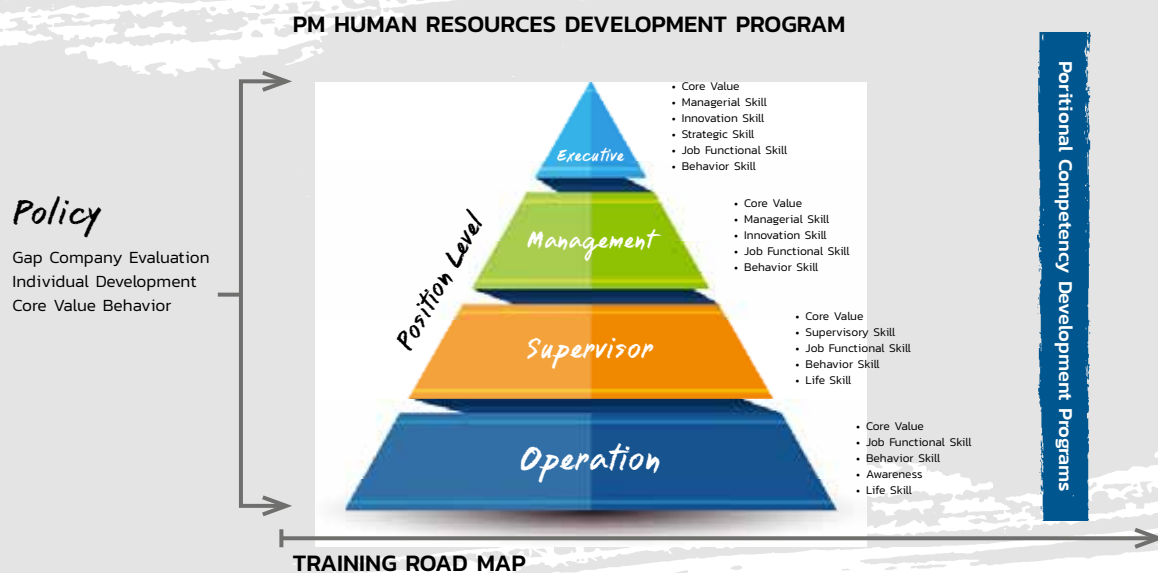 PM HUMAN RESOURCES DEVELOPMENT PROGRAM
Policy
Gap Company Evaluation
Individual Development
Core Value Behavior
Position Level
Executive
• Core Value
• Managerial Skill
• Innovation Skill
• Strategic Skill
• Job Functional Skill
• Behavior Skill
Management
• Core Value
• Managerial Skill
• Innovation Skill
• Job Functional Skill
• Behavior Skill
Supervisor
• Core Value
• Supervisory Skill
• Job Functional Skill
• Behavior Skill
• Life Skill
Operation
• Core Value
• Job Functional Skill
• Behavior Skill
• Awareness
• Life Skill
Poritional Competency Development Programs
TRAINING ROAD MAP